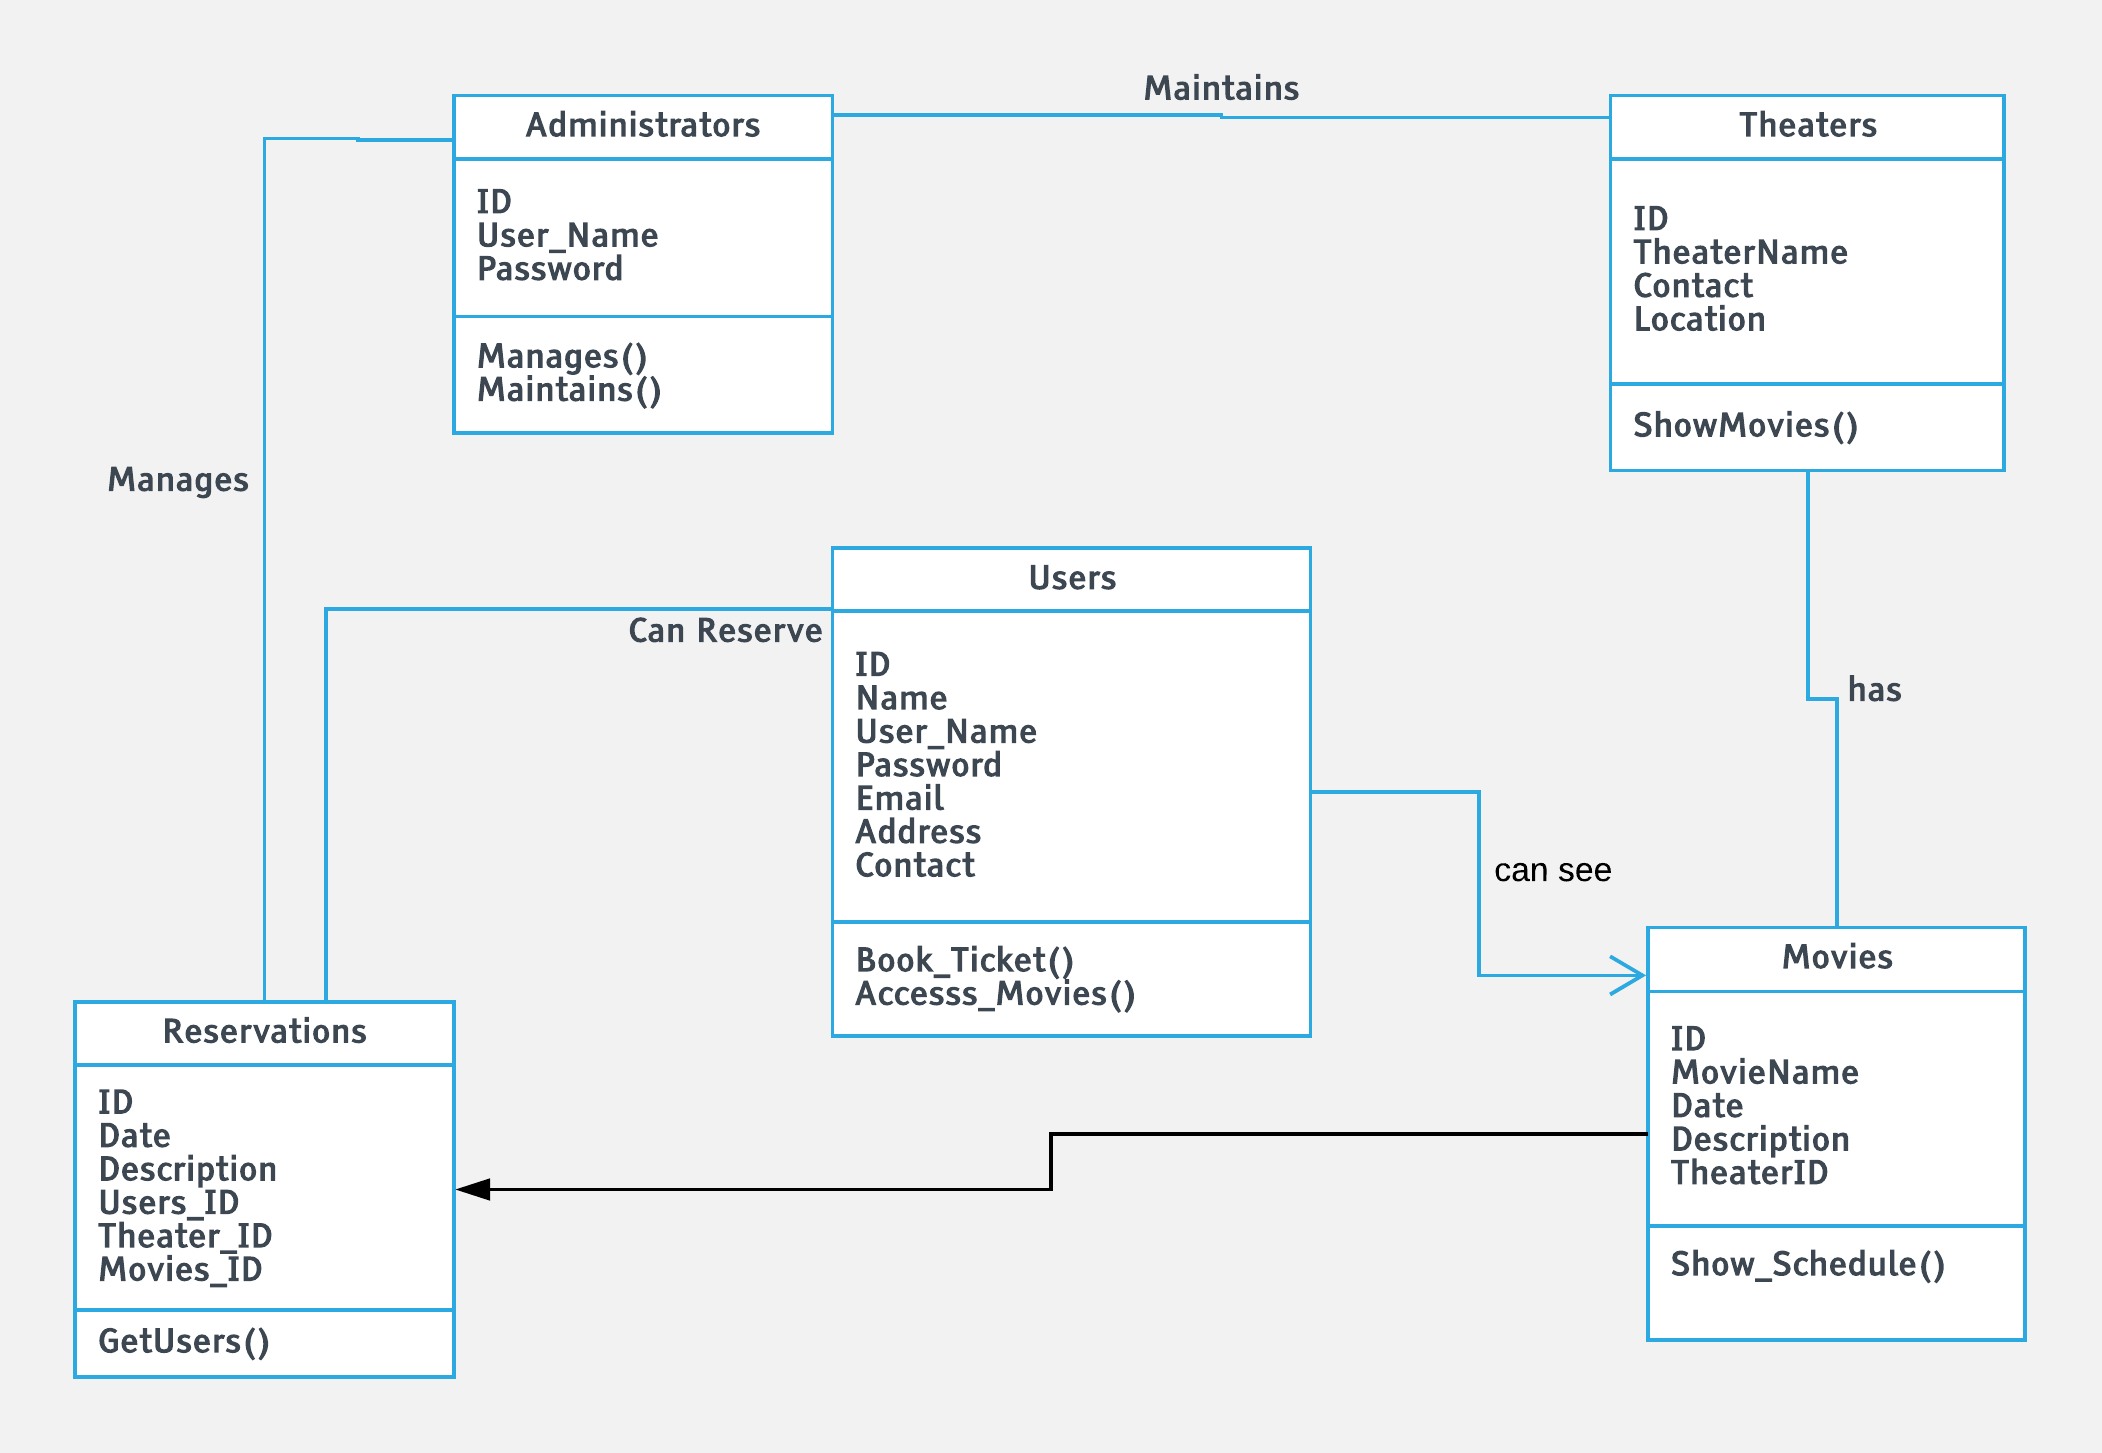 Maintains
Administrators
ID
User_Name
Password
Manages()
Maintains()
Theaters
ID
TheaterName
Contact
Location
ShowMovies()
Manages
Can Reserve
Users
ID
Name
User_Name
Password
Email
Address
Contact
Book_Ticket()
Accesss_Movies()
has
can see
Movies
ID
MovieName
Date
Description
TheaterID
Show_Schedule()
Reservations
ID
Date
Description
Users_ID
Theater_ID
Movies_ID
GetUsers()